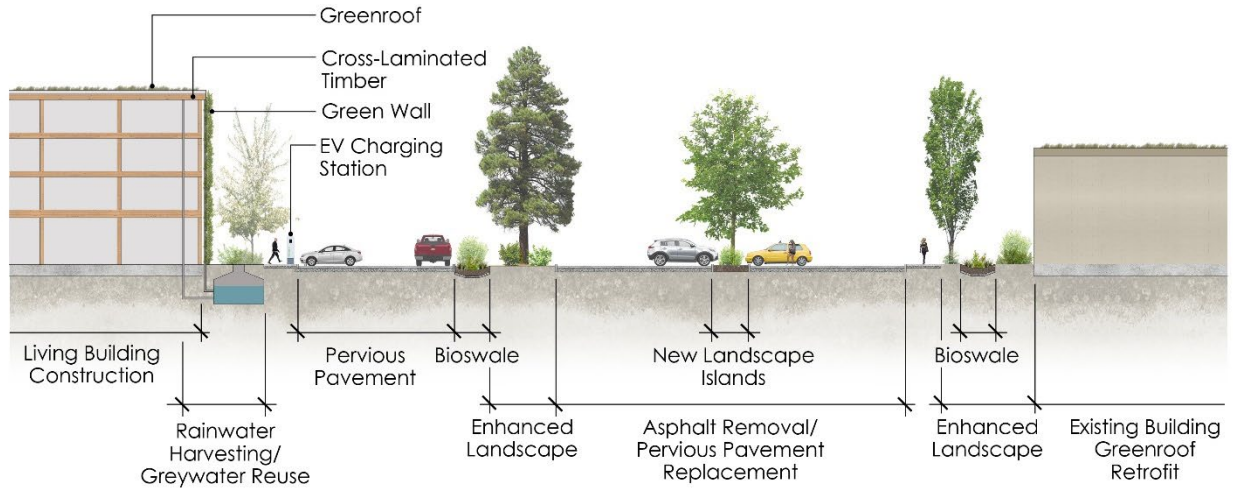 Greenroof
Cross-Laminated
Timber
Green Wall
EV Charging
Station
Living Building
Construction
Pervious
Pavement
Bioswale
New Landscape
Islands
Bioswale
Rainwater
Harvesting/
Greywater Reuse
Enhanced
Landscape
Asphalt Removal/
Pervious Pavement
Replacement
Enhanced
Landscape
Existing Building
Greenroof
Retrofit